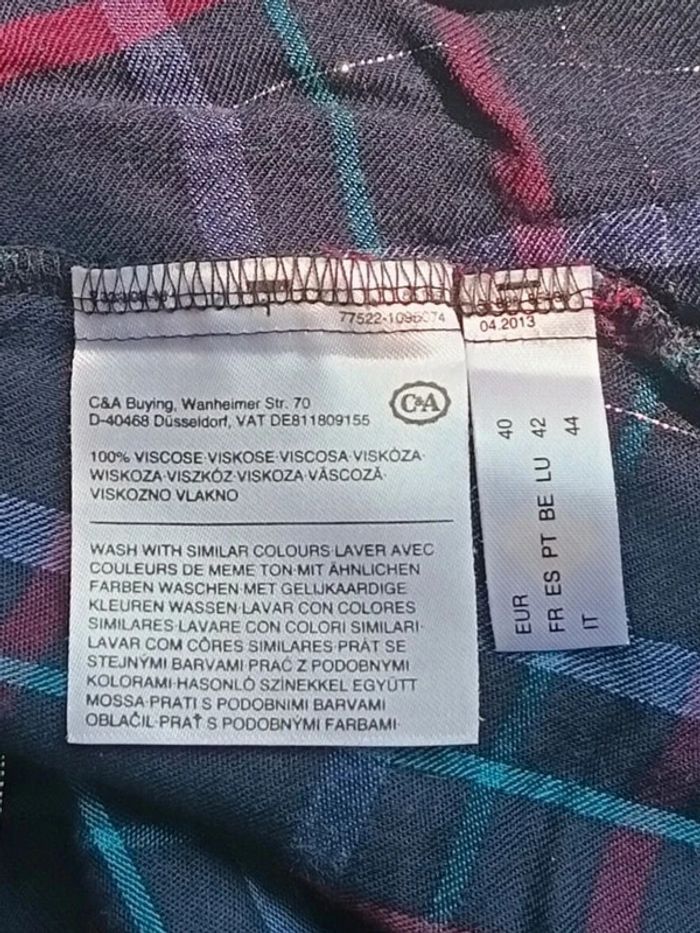 77522-1096074
04.2013
C&A Buying, Wanheimer Str. 70
D-40468 Düsseldorf, VAT DE811809155
C&A
100% VISCOSE·VISKOSE·VISCOSA·VISKÓZA·
WISKOZA·VISZKÓZ·VISKOZA·VÂSCOZÂ·
VISKOZNO VLAKNO
WASH WITH SIMILAR COLOURS·LAVER AVEC
COULEURS DE MEME TON·MIT ÄHNLICHEN
FARBEN WASCHEN·MET GELIJKAARDIGE
KLEUREN WASSEN·LAVAR CON COLORES
SIMILARES·LAVARE CON COLORI SIMILARI·
LAVAR COM CÔRES SIMILARES·PRÁT SE
STEJNÝMI BARVAMI·PRAĆ Z PODOBNYMI
KOLORAMI·HASONLÓ SZÍNEKKEL EGYÜTT
MOSSA·PRATI S PODOBNIMI BARVAMI
OBLAČIL·PRAŤ S PODOBNÝMI FARBAMI·
EUR 40
FR ES PT BE LU 42
IT 44